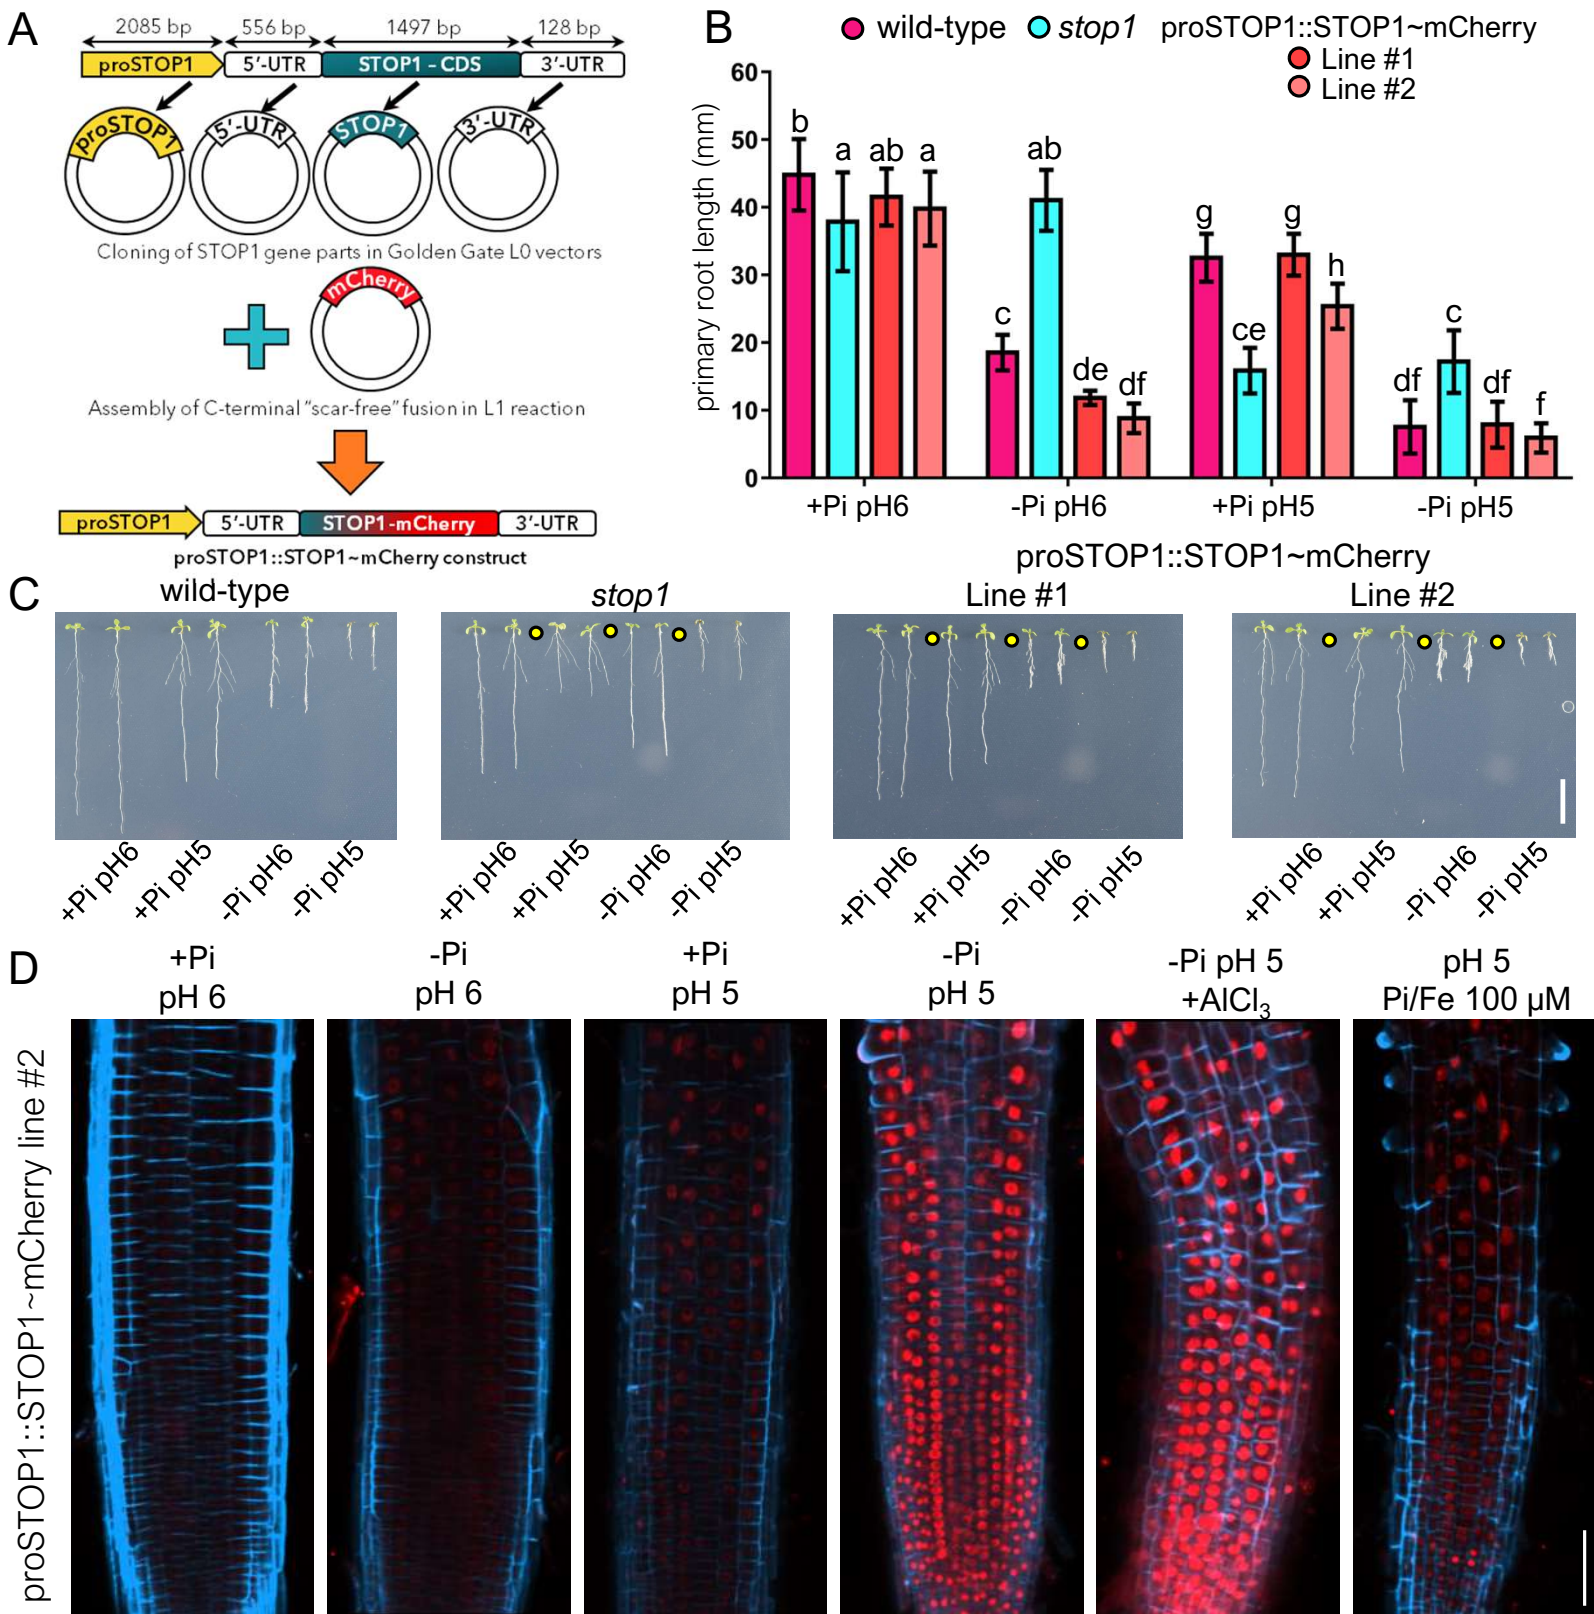 A
2085 bp 556 bp 1497 bp 128 bp
proSTOP1 5'-UTR STOP1 - CDS 3'-UTR
proSTOP1 5'-UTR STOP1 3'-UTR
Cloning of STOP1 gene parts in Golden Gate L0 vectors
mCherry
Assembly of C-terminal "scar-free" fusion in L1 reaction
proSTOP1 5'-UTR STOP1-mCherry 3'-UTR
proSTOP1::STOP1~mCherry construct
B
wild-type stop1 proSTOP1::STOP1~mCherry
Line #1
Line #2
primary root length (mm)
60
50
40
30
20
10
0
b a ab a
c ab de df
g ce g h
df c df f
+Pi pH6 -Pi pH6 +Pi pH5 -Pi pH5
C
proSTOP1::STOP1~mCherry
wild-type stop1 Line #1 Line #2
+Pi pH6 +Pi pH5 -Pi pH6 -Pi pH5
+Pi pH6 +Pi pH5 -Pi pH6 -Pi pH5
+Pi pH6 +Pi pH5 -Pi pH6 -Pi pH5
+Pi pH6 +Pi pH5 -Pi pH6 -Pi pH5
D
+Pi -Pi +Pi -Pi -Pi pH 5 pH 5
pH 6 pH 6 pH 5 pH 5 +AlCl₃ Pi/Fe 100 µM
proSTOP1::STOP1~mCherry line #2